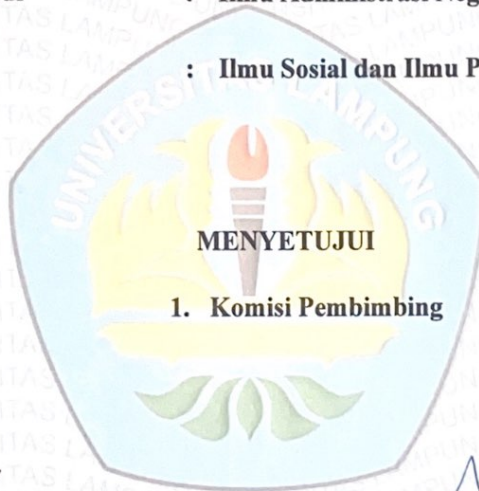 : Ilmu Sosial dan Ilmu P
UNIVERSITAS LAMPUNG
MENYETUJUI
1. Komisi Pembimbing